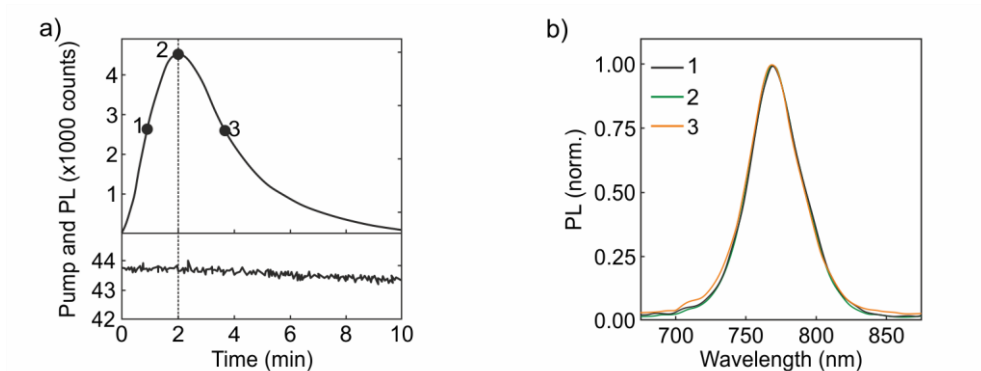 a)
Pump and PL (x1000 counts)
4
3
2
1
1
2
3
44
43
42
0 2 4 6 8 10
Time (min)
b)
PL (norm.)
1.00
0.75
0.50
0.25
0.00
1
2
3
700 750 800 850
Wavelength (nm)